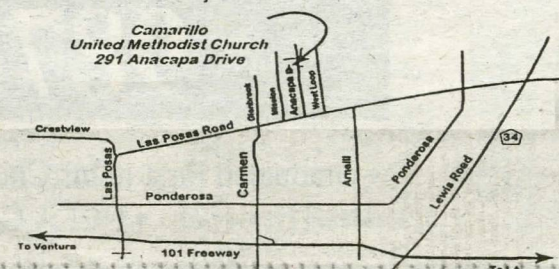 Camarillo
United Methodist Church
291 Anacapa Drive
Glenbrook
Mission
Anacapa D
West Loop
Crestview
Las Posas Road
Las Posas
Carmen
Arneill
Ponderosa
Lewis Road
34
Ponderosa
To Ventura
101 Freeway